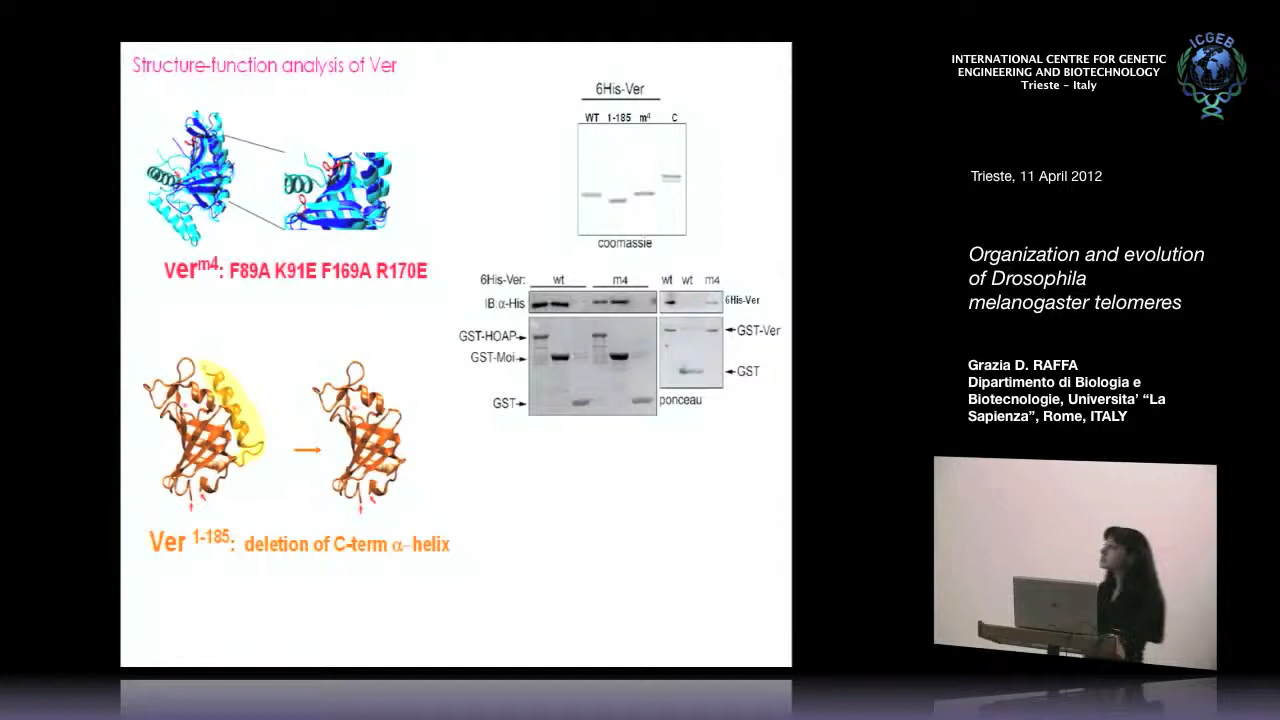 Structure-function analysis of Ver
6His-Ver
WT 1-185 m4 C
coomassie
verm4: F89A K91E F169A R170E
6His-Ver: wt m4 wt wt m4
IB:α-His
6His-Ver
GST-HOAP
GST-Ver
GST-Moi
GST
GST
ponceau
Ver 1-185: deletion of C-term α-helix
INTERNATIONAL CENTRE FOR GENETIC
ENGINEERING AND BIOTECHNOLOGY
Trieste - Italy
ICGEB
Trieste, 11 April 2012
Organization and evolution
of Drosophila
melanogaster telomeres
Grazia D. RAFFA
Dipartimento di Biologia e
Biotecnologie, Universita’ “La
Sapienza”, Rome, ITALY